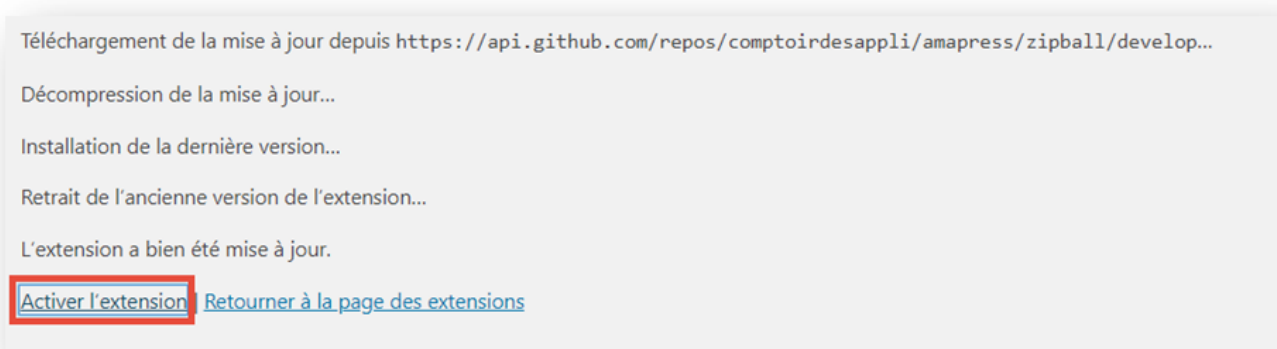 Téléchargement de la mise à jour depuis https://api.github.com/repos/comptoirdesappli/amapress/zipball/develop...
Décompression de la mise à jour...
Installation de la dernière version...
Retrait de l’ancienne version de l’extension...
L’extension a bien été mise à jour.
Activer l’extension | Retourner à la page des extensions